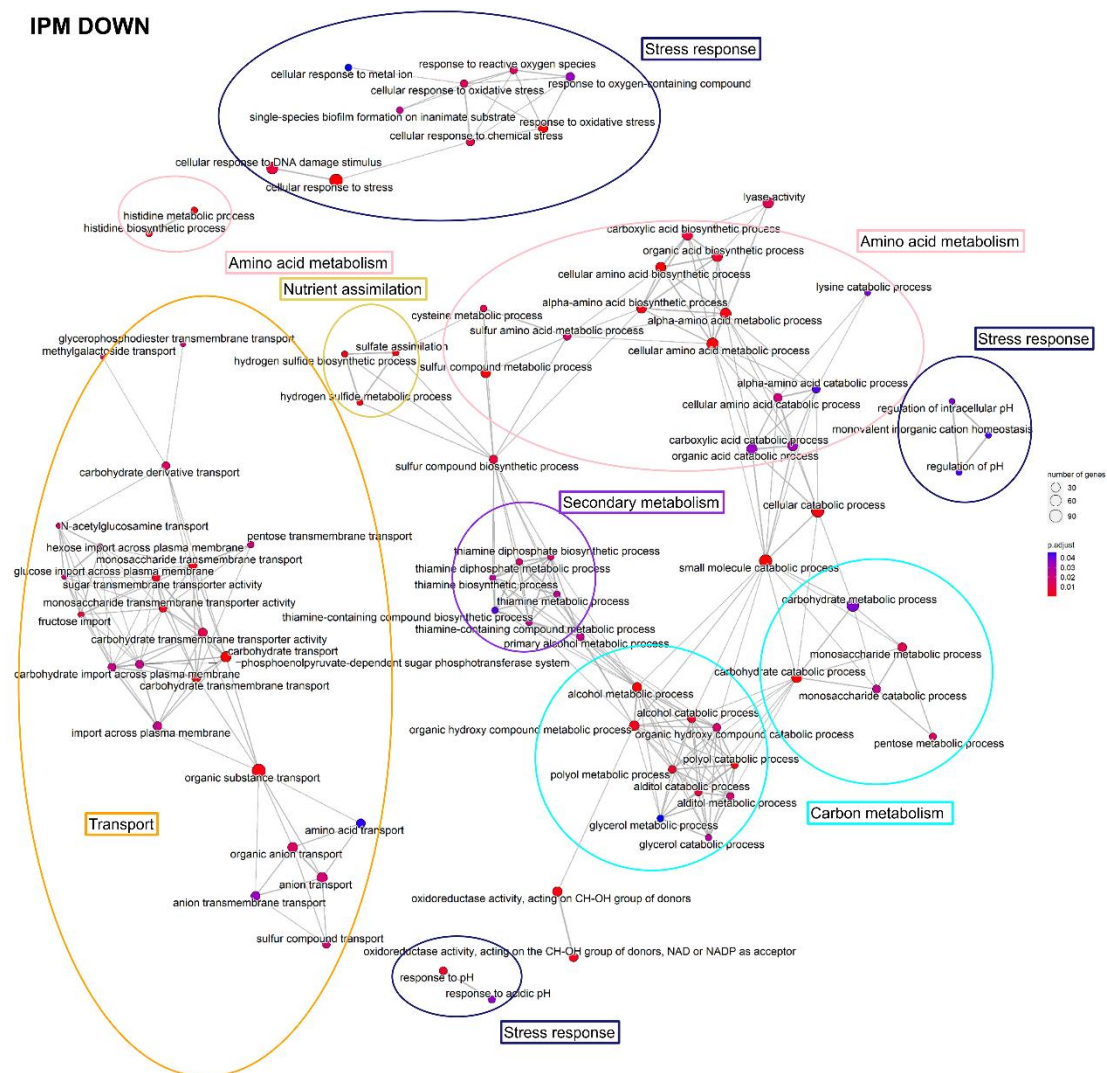 IPM DOWN
Stress response
response to reactive oxygen species
cellular response to metal ion
response to oxygen-containing compound
cellular response to oxidative stress
single-species biofilm formation on inanimate substrate
response to oxidative stress
cellular response to chemical stress
cellular response to DNA damage stimulus
cellular response to stress
histidine metabolic process
histidine biosynthetic process
Amino acid metabolism
lyase activity
carboxylic acid biosynthetic process
organic acid biosynthetic process
cellular amino acid biosynthetic process
Amino acid metabolism
lysine catabolic process
alpha-amino acid biosynthetic process
alpha-amino acid metabolic process
cellular amino acid metabolic process
Nutrient assimilation
cysteine metabolic process
sulfur amino acid metabolic process
sulfate assimilation
hydrogen sulfide biosynthetic process
sulfur compound metabolic process
hydrogen sulfide metabolic process
glycerophosphodiester transmembrane transport
methylgalactoside transport
Stress response
alpha-amino acid catabolic process
cellular amino acid catabolic process
regulation of intracellular pH
monovalent inorganic cation homeostasis
carboxylic acid catabolic process
organic acid catabolic process
regulation of pH
sulfur compound biosynthetic process
carbohydrate derivative transport
number of genes
30
60
90
p.adjust
0.04
0.03
0.02
0.01
Secondary metabolism
cellular catabolic process
N-acetylglucosamine transport
pentose transmembrane transport
hexose import across plasma membrane
monosaccharide transmembrane transport
glucose import across plasma membrane
sugar transmembrane transporter activity
monosaccharide transmembrane transporter activity
fructose import
carbohydrate transmembrane transporter activity
carbohydrate transport
phosphoenolpyruvate-dependent sugar phosphotransferase system
carbohydrate import across plasma membrane
carbohydrate transmembrane transport
import across plasma membrane
thiamine diphosphate biosynthetic process
thiamine diphosphate metabolic process
thiamine biosynthetic process
thiamine metabolic process
thiamine-containing compound biosynthetic process
thiamine-containing compound metabolic process
primary alcohol metabolic process
small molecule catabolic process
carbohydrate metabolic process
monosaccharide metabolic process
carbohydrate catabolic process
monosaccharide catabolic process
pentose metabolic process
alcohol metabolic process
alcohol catabolic process
organic hydroxy compound metabolic process
organic hydroxy compound catabolic process
polyol catabolic process
polyol metabolic process
alditol catabolic process
alditol metabolic process
glycerol metabolic process
glycerol catabolic process
Carbon metabolism
organic substance transport
Transport
amino acid transport
organic anion transport
anion transport
anion transmembrane transport
sulfur compound transport
oxidoreductase activity, acting on CH-OH group of donors
oxidoreductase activity, acting on the CH-OH group of donors, NAD or NADP as acceptor
response to pH
response to acidic pH
Stress response